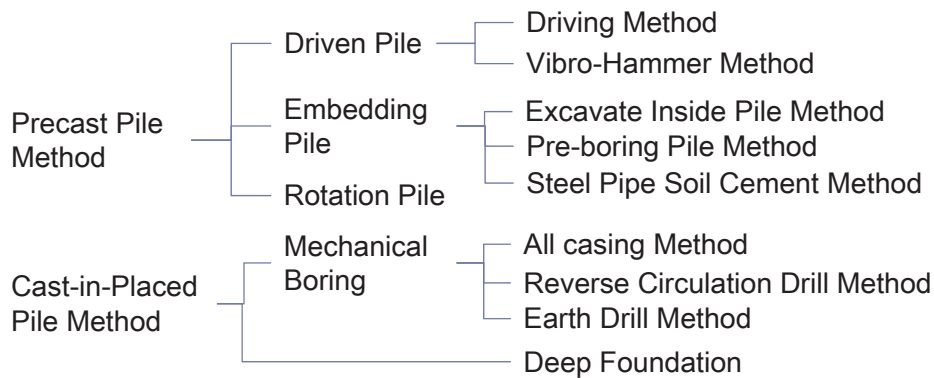 Precast Pile
Method
Driven Pile
Driving Method
Vibro-Hammer Method
Embedding
Pile
Excavate Inside Pile Method
Pre-boring Pile Method
Steel Pipe Soil Cement Method
Rotation Pile
Cast-in-Placed
Pile Method
Mechanical
Boring
All casing Method
Reverse Circulation Drill Method
Earth Drill Method
Deep Foundation